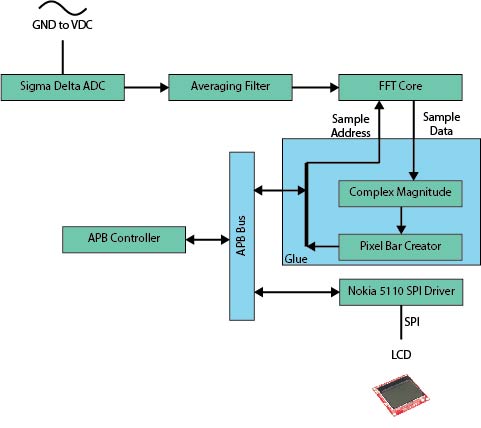 GND to VDC
Sigma Delta ADC
Averaging Filter
FFT Core
Sample
Address
Sample
Data
Complex Magnitude
APB Bus
APB Controller
Pixel Bar Creator
Glue
Nokia 5110 SPI Driver
SPI
LCD